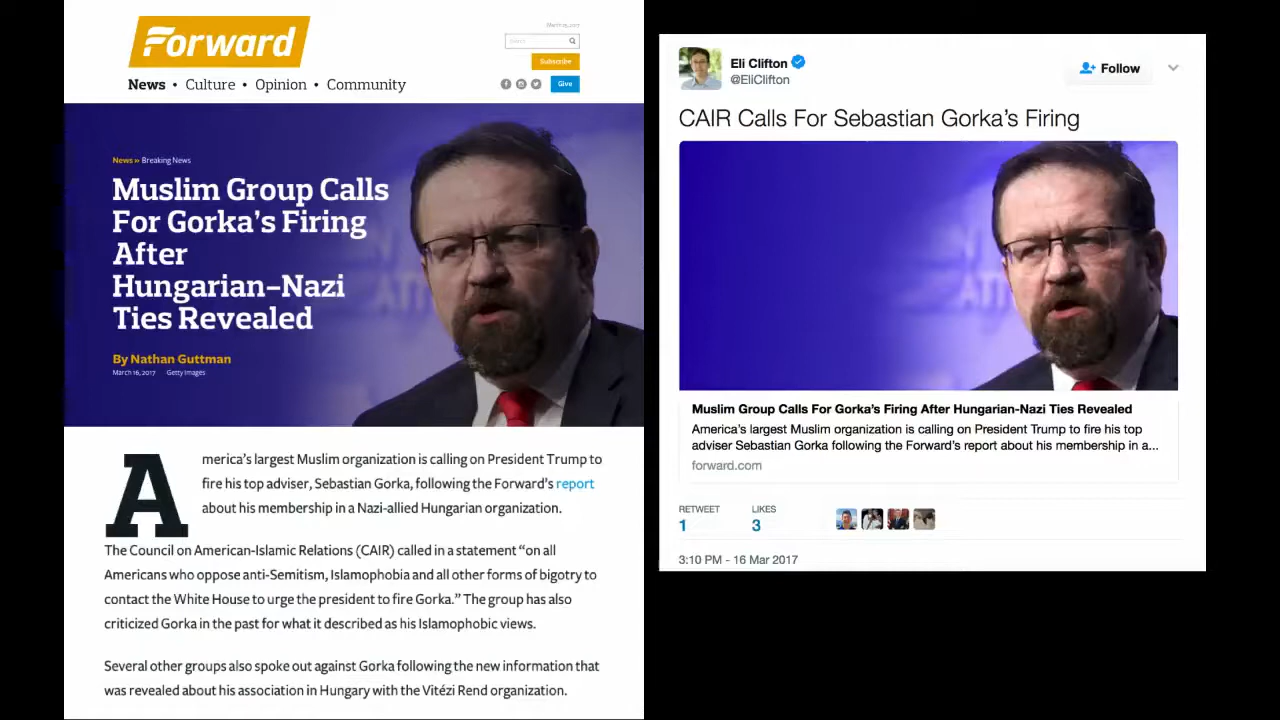 Forward
March 16, 2017
Search
Subscribe
News • Culture • Opinion • Community
Give
News » Breaking News
Muslim Group Calls
For Gorka's Firing
After
Hungarian-Nazi
Ties Revealed
By Nathan Guttman
March 16, 2017 Getty Images
America's largest Muslim organization is calling on President Trump to
fire his top adviser, Sebastian Gorka, following the Forward's report
about his membership in a Nazi-allied Hungarian organization.
The Council on American-Islamic Relations (CAIR) called in a statement “on all
Americans who oppose anti-Semitism, Islamophobia and all other forms of bigotry to
contact the White House to urge the president to fire Gorka.” The group has also
criticized Gorka in the past for what it described as his Islamophobic views.
Several other groups also spoke out against Gorka following the new information that
was revealed about his association in Hungary with the Vitézi Rend organization.
Eli Clifton
@EliClifton
Follow
CAIR Calls For Sebastian Gorka's Firing
Muslim Group Calls For Gorka's Firing After Hungarian-Nazi Ties Revealed
America's largest Muslim organization is calling on President Trump to fire his top
adviser Sebastian Gorka following the Forward's report about his membership in a...
forward.com
RETWEET LIKES
1 3
3:10 PM - 16 Mar 2017